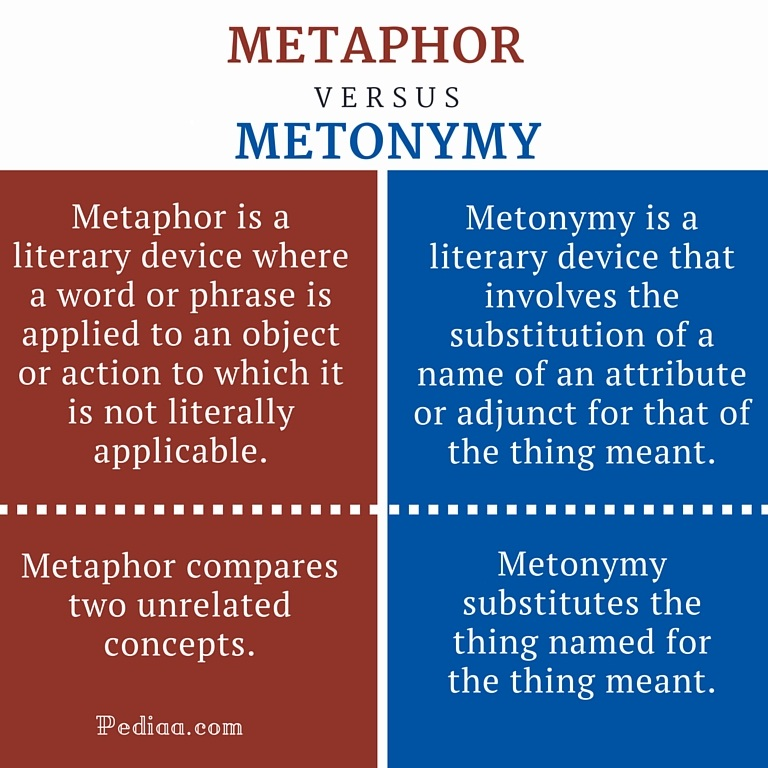 METAPHOR
VERSUS
METONYMY
Metaphor is a
literary device where
a word or phrase is
applied to an object
or action to which it
is not literally
applicable.
Metonymy is a
literary device that
involves the
substitution of a
name of an attribute
or adjunct for that of
the thing meant.
Metaphor compares
two unrelated
concepts.
Metonymy
substitutes the
thing named for
the thing meant.
Pediaa.com